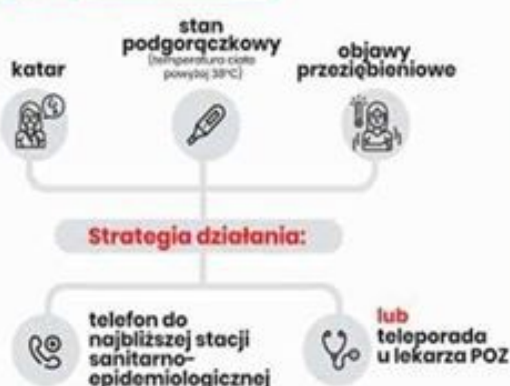 katar
stan
podgorączkowy
(temperatura ciała
powyżej 38°C)
objawy
przeziębieniowe
Strategia działania:
telefon do
najbliższej stacji
sanitarno-
epidemiologicznej
lub
teleporada
u lekarza POZ